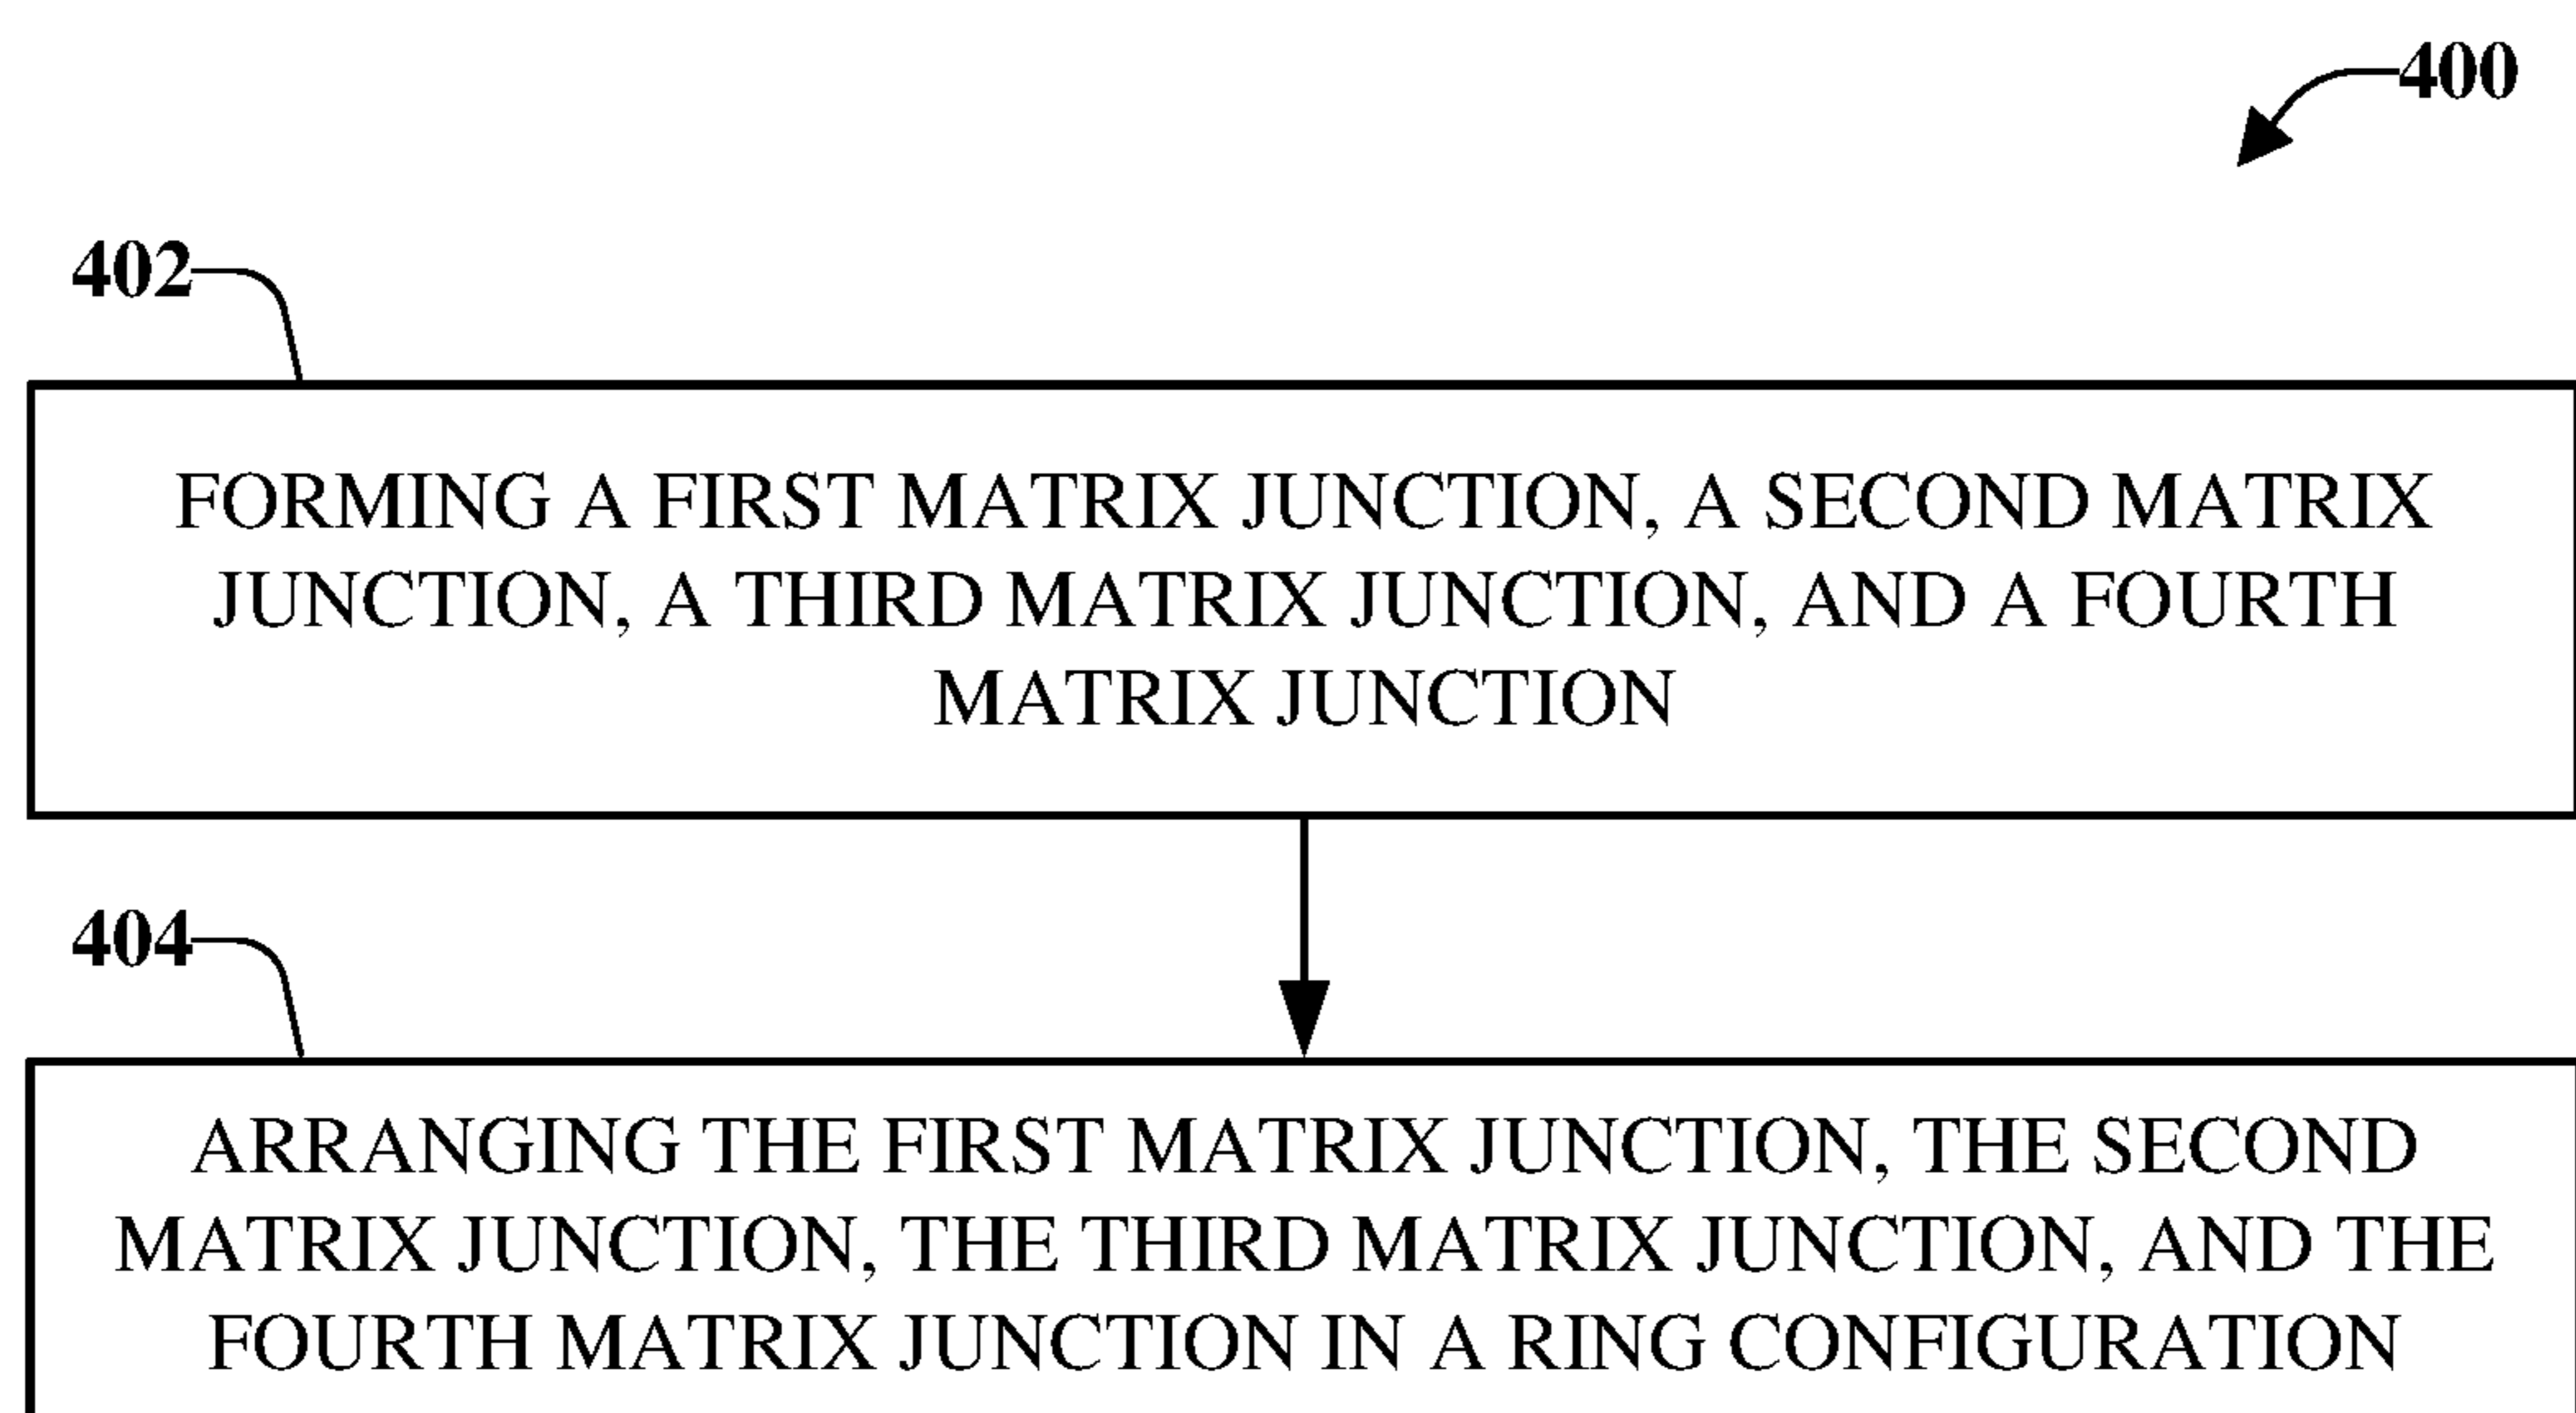 400
402
FORMING A FIRST MATRIX JUNCTION, A SECOND MATRIX
JUNCTION, A THIRD MATRIX JUNCTION, AND A FOURTH
MATRIX JUNCTION
404
ARRANGING THE FIRST MATRIX JUNCTION, THE SECOND
MATRIX JUNCTION, THE THIRD MATRIX JUNCTION, AND THE
FOURTH MATRIX JUNCTION IN A RING CONFIGURATION